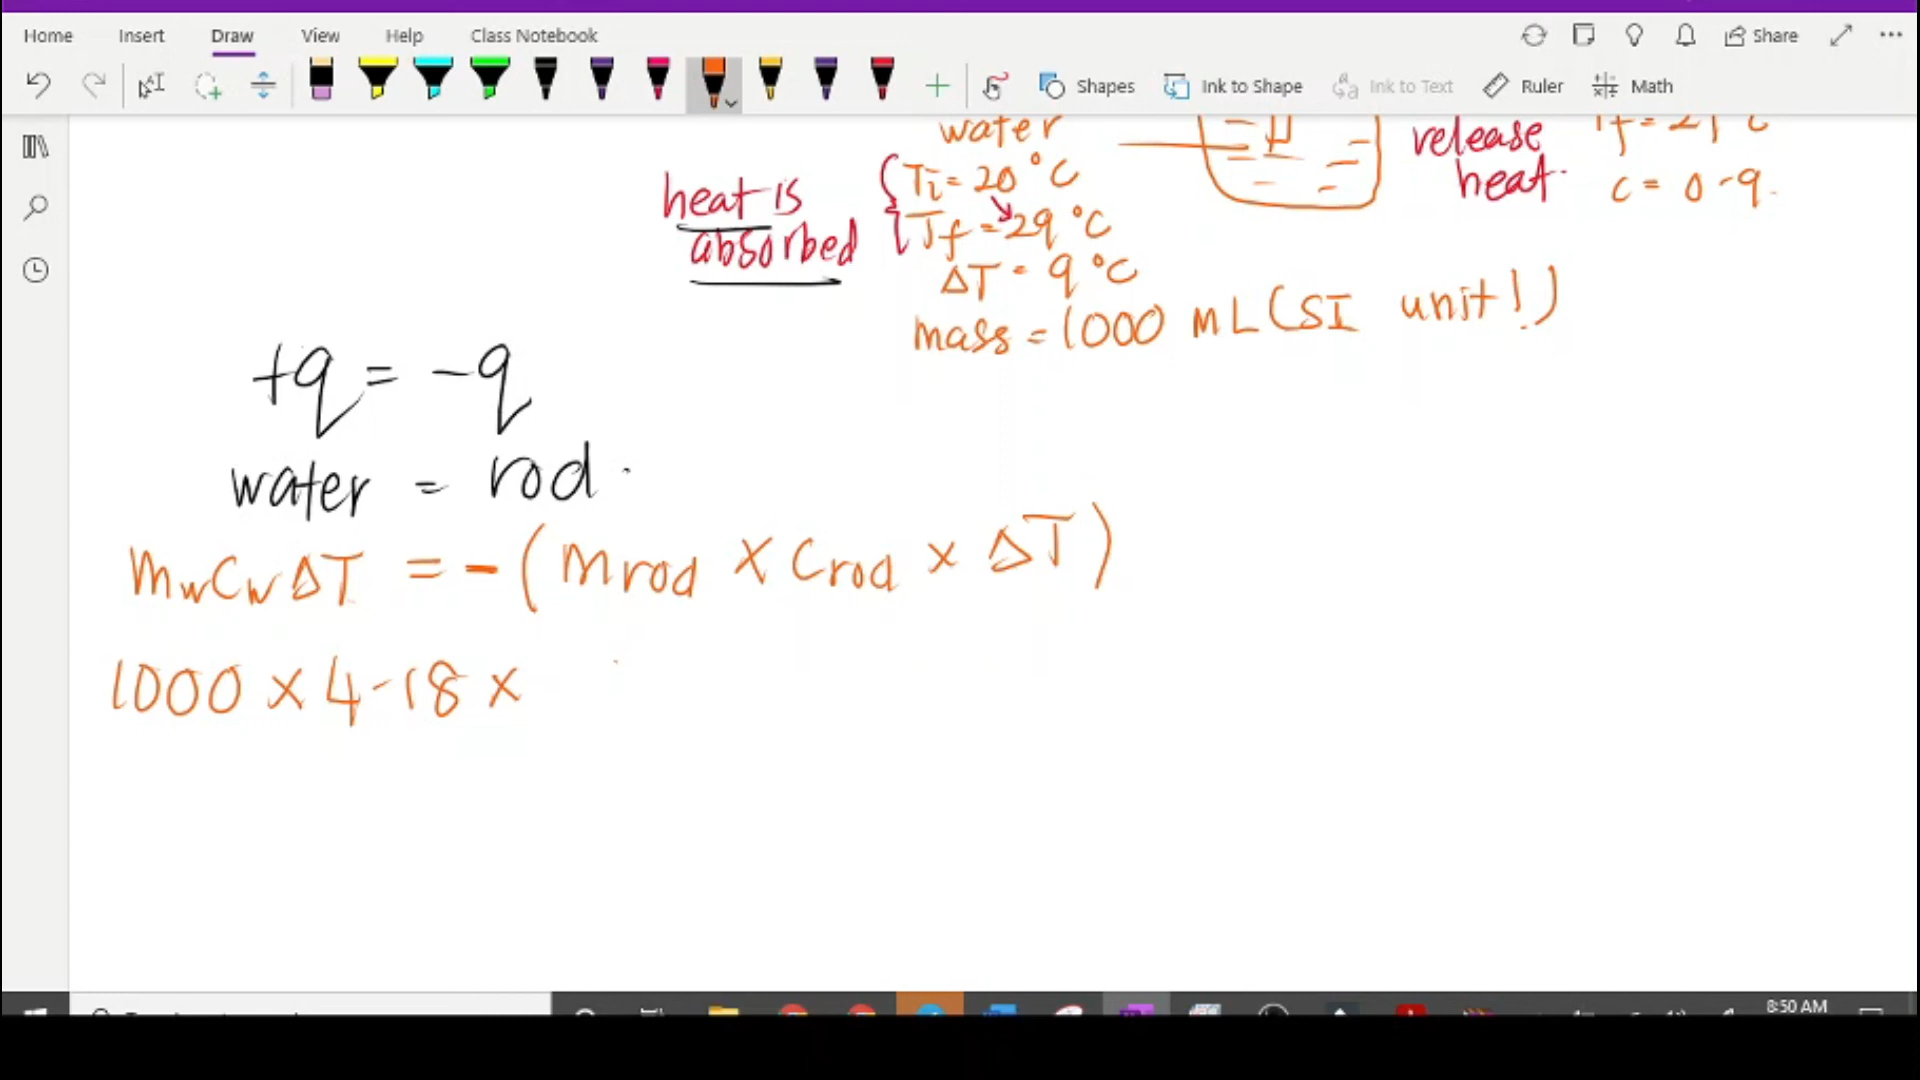 Home Insert Draw View Help Class Notebook Share
Shapes Ink to Shape Ink to Text Ruler Math
water
release
heat.
c = 0.9
heat is
absorbed
Ti = 20 °C
Tf = 29 °C
ΔT = 9 °C
mass = 1000 mL (SI unit!)
+q = -q
water = rod.
mwCwΔT = -(mrod × Crod × ΔT)
1000 × 4.18 ×
8:50 AM